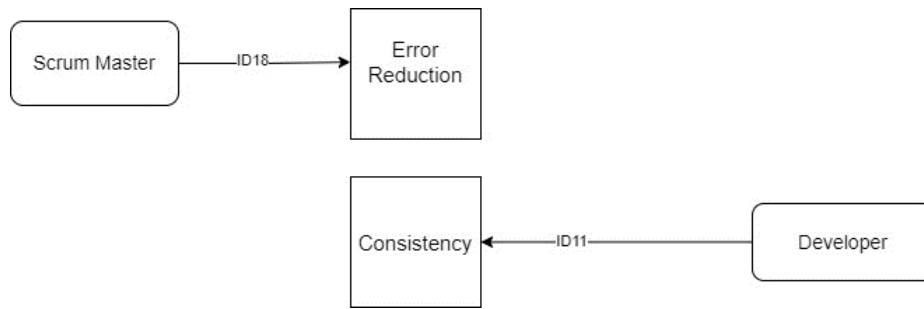 Scrum Master
ID18
Error
Reduction
Consistency
ID11
Developer